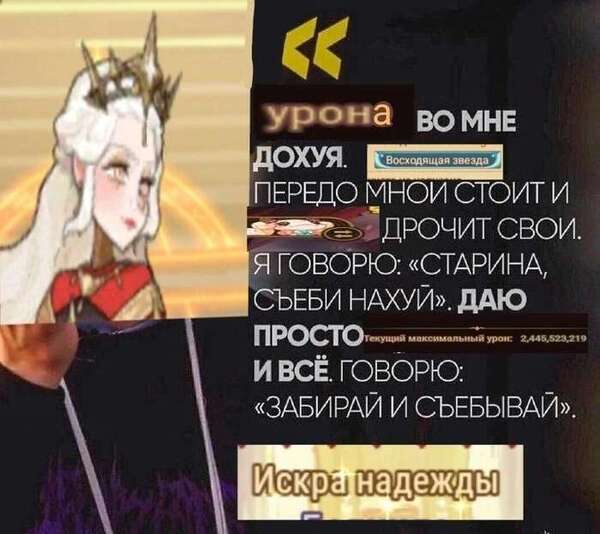 урона ВО МНЕ
ДОХУЯ. Восходящая звезда
ПЕРЕДО МНОЙ СТОИТ И
ДРОЧИТ СВОЙ.
Я ГОВОРЮ: «СТАРИНА,
СЪЕБИ НАХУЙ». ДАЮ
ПРОСТО Текущий максимальный урон: 2,445,523,219
И ВСЁ. ГОВОРЮ:
«ЗАБИРАЙ И СЪЕБЫВАЙ».
Искра надежды